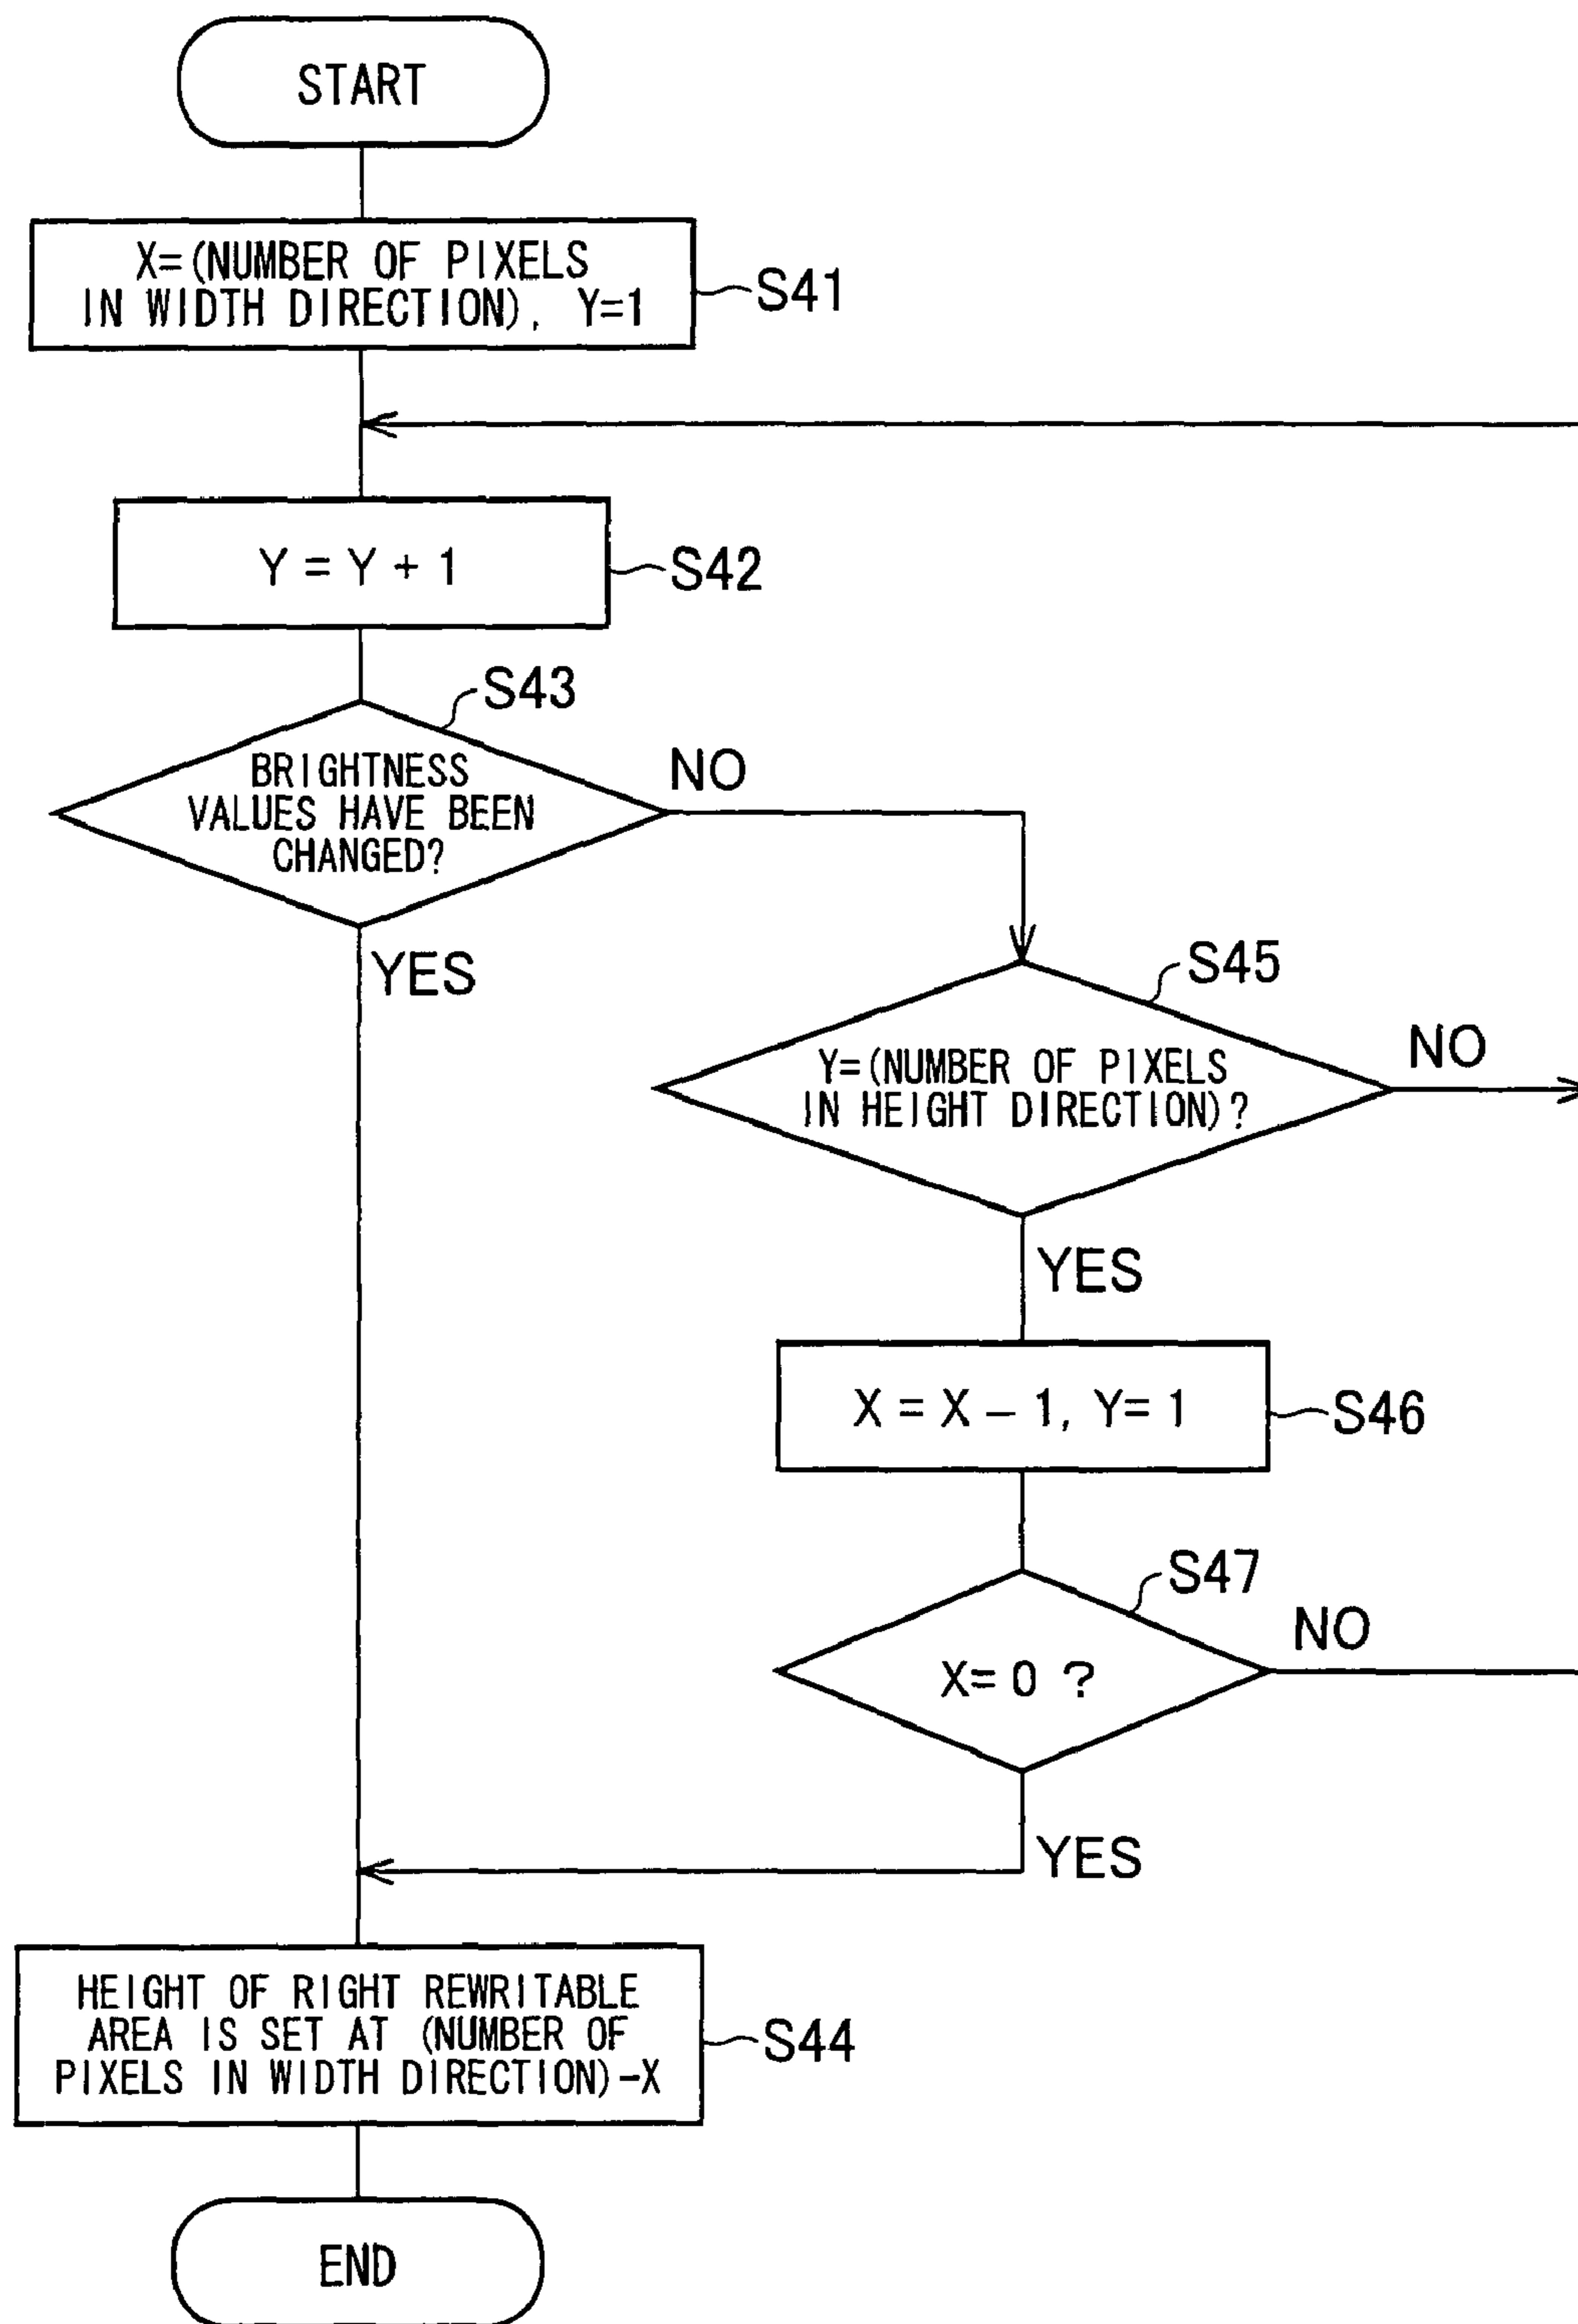 START
X=(NUMBER OF PIXELS
IN WIDTH DIRECTION), Y=1
S41
Y = Y + 1
S42
S43
BRIGHTNESS
VALUES HAVE BEEN
CHANGED?
NO
YES
S45
Y=(NUMBER OF PIXELS
IN HEIGHT DIRECTION)?
NO
YES
X = X − 1, Y= 1
S46
S47
X= 0 ?
NO
YES
HEIGHT OF RIGHT REWRITABLE
AREA IS SET AT (NUMBER OF
PIXELS IN WIDTH DIRECTION)−X
S44
END